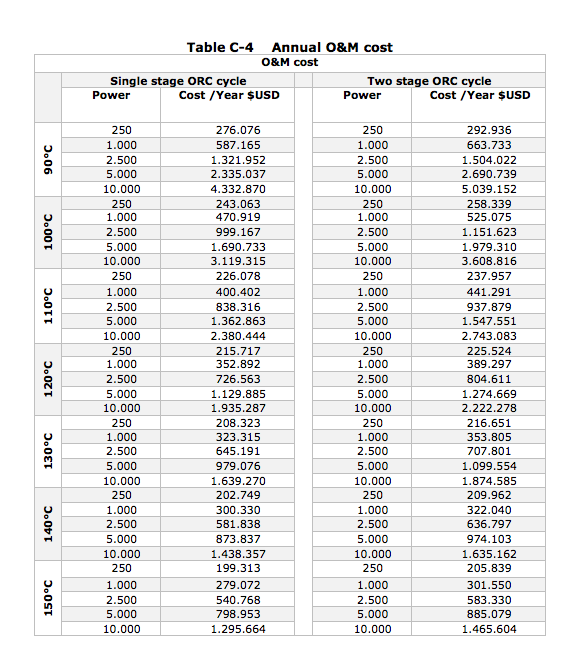 Table C-4 Annual O&M cost
O&M cost
Single stage ORC cycle Two stage ORC cycle
Power Cost /Year $USD Power Cost /Year $USD
90°C
250 276.076 250 292.936
1.000 587.165 1.000 663.733
2.500 1.321.952 2.500 1.504.022
5.000 2.335.037 5.000 2.690.739
10.000 4.332.870 10.000 5.039.152
100°C
250 243.063 250 258.339
1.000 470.919 1.000 525.075
2.500 999.167 2.500 1.151.623
5.000 1.690.733 5.000 1.979.310
10.000 3.119.315 10.000 3.608.816
110°C
250 226.078 250 237.957
1.000 400.402 1.000 441.291
2.500 838.316 2.500 937.879
5.000 1.362.863 5.000 1.547.551
10.000 2.380.444 10.000 2.743.083
120°C
250 215.717 250 225.524
1.000 352.892 1.000 389.297
2.500 726.563 2.500 804.611
5.000 1.129.885 5.000 1.274.669
10.000 1.935.287 10.000 2.222.278
130°C
250 208.323 250 216.651
1.000 323.315 1.000 353.805
2.500 645.191 2.500 707.801
5.000 979.076 5.000 1.099.554
10.000 1.639.270 10.000 1.874.585
140°C
250 202.749 250 209.962
1.000 300.330 1.000 322.040
2.500 581.838 2.500 636.797
5.000 873.837 5.000 974.103
10.000 1.438.357 10.000 1.635.162
150°C
250 199.313 250 205.839
1.000 279.072 1.000 301.550
2.500 540.768 2.500 583.330
5.000 798.953 5.000 885.079
10.000 1.295.664 10.000 1.465.604